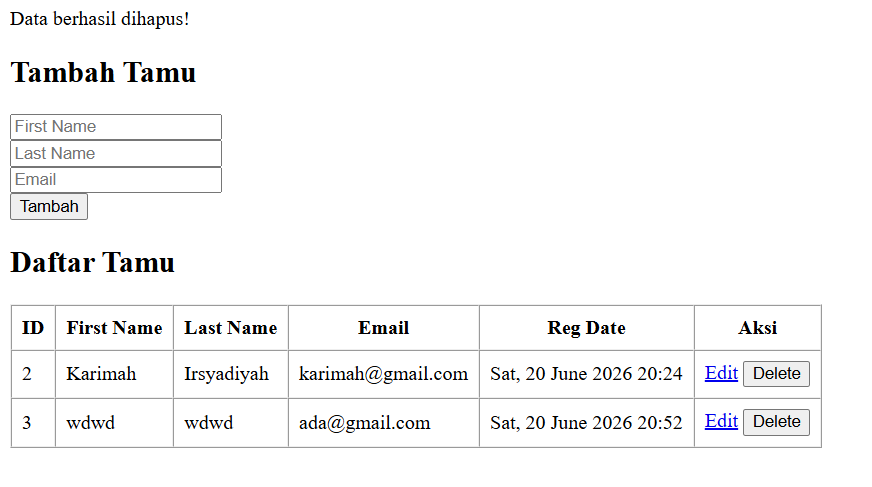 Data berhasil dihapus!
Tambah Tamu
First Name
Last Name
Email
Tambah
Daftar Tamu
ID First Name Last Name Email Reg Date Aksi
2 Karimah Irsyadiyah karimah@gmail.com Sat, 20 June 2026 20:24 Edit Delete
3 wdwd wdwd ada@gmail.com Sat, 20 June 2026 20:52 Edit Delete